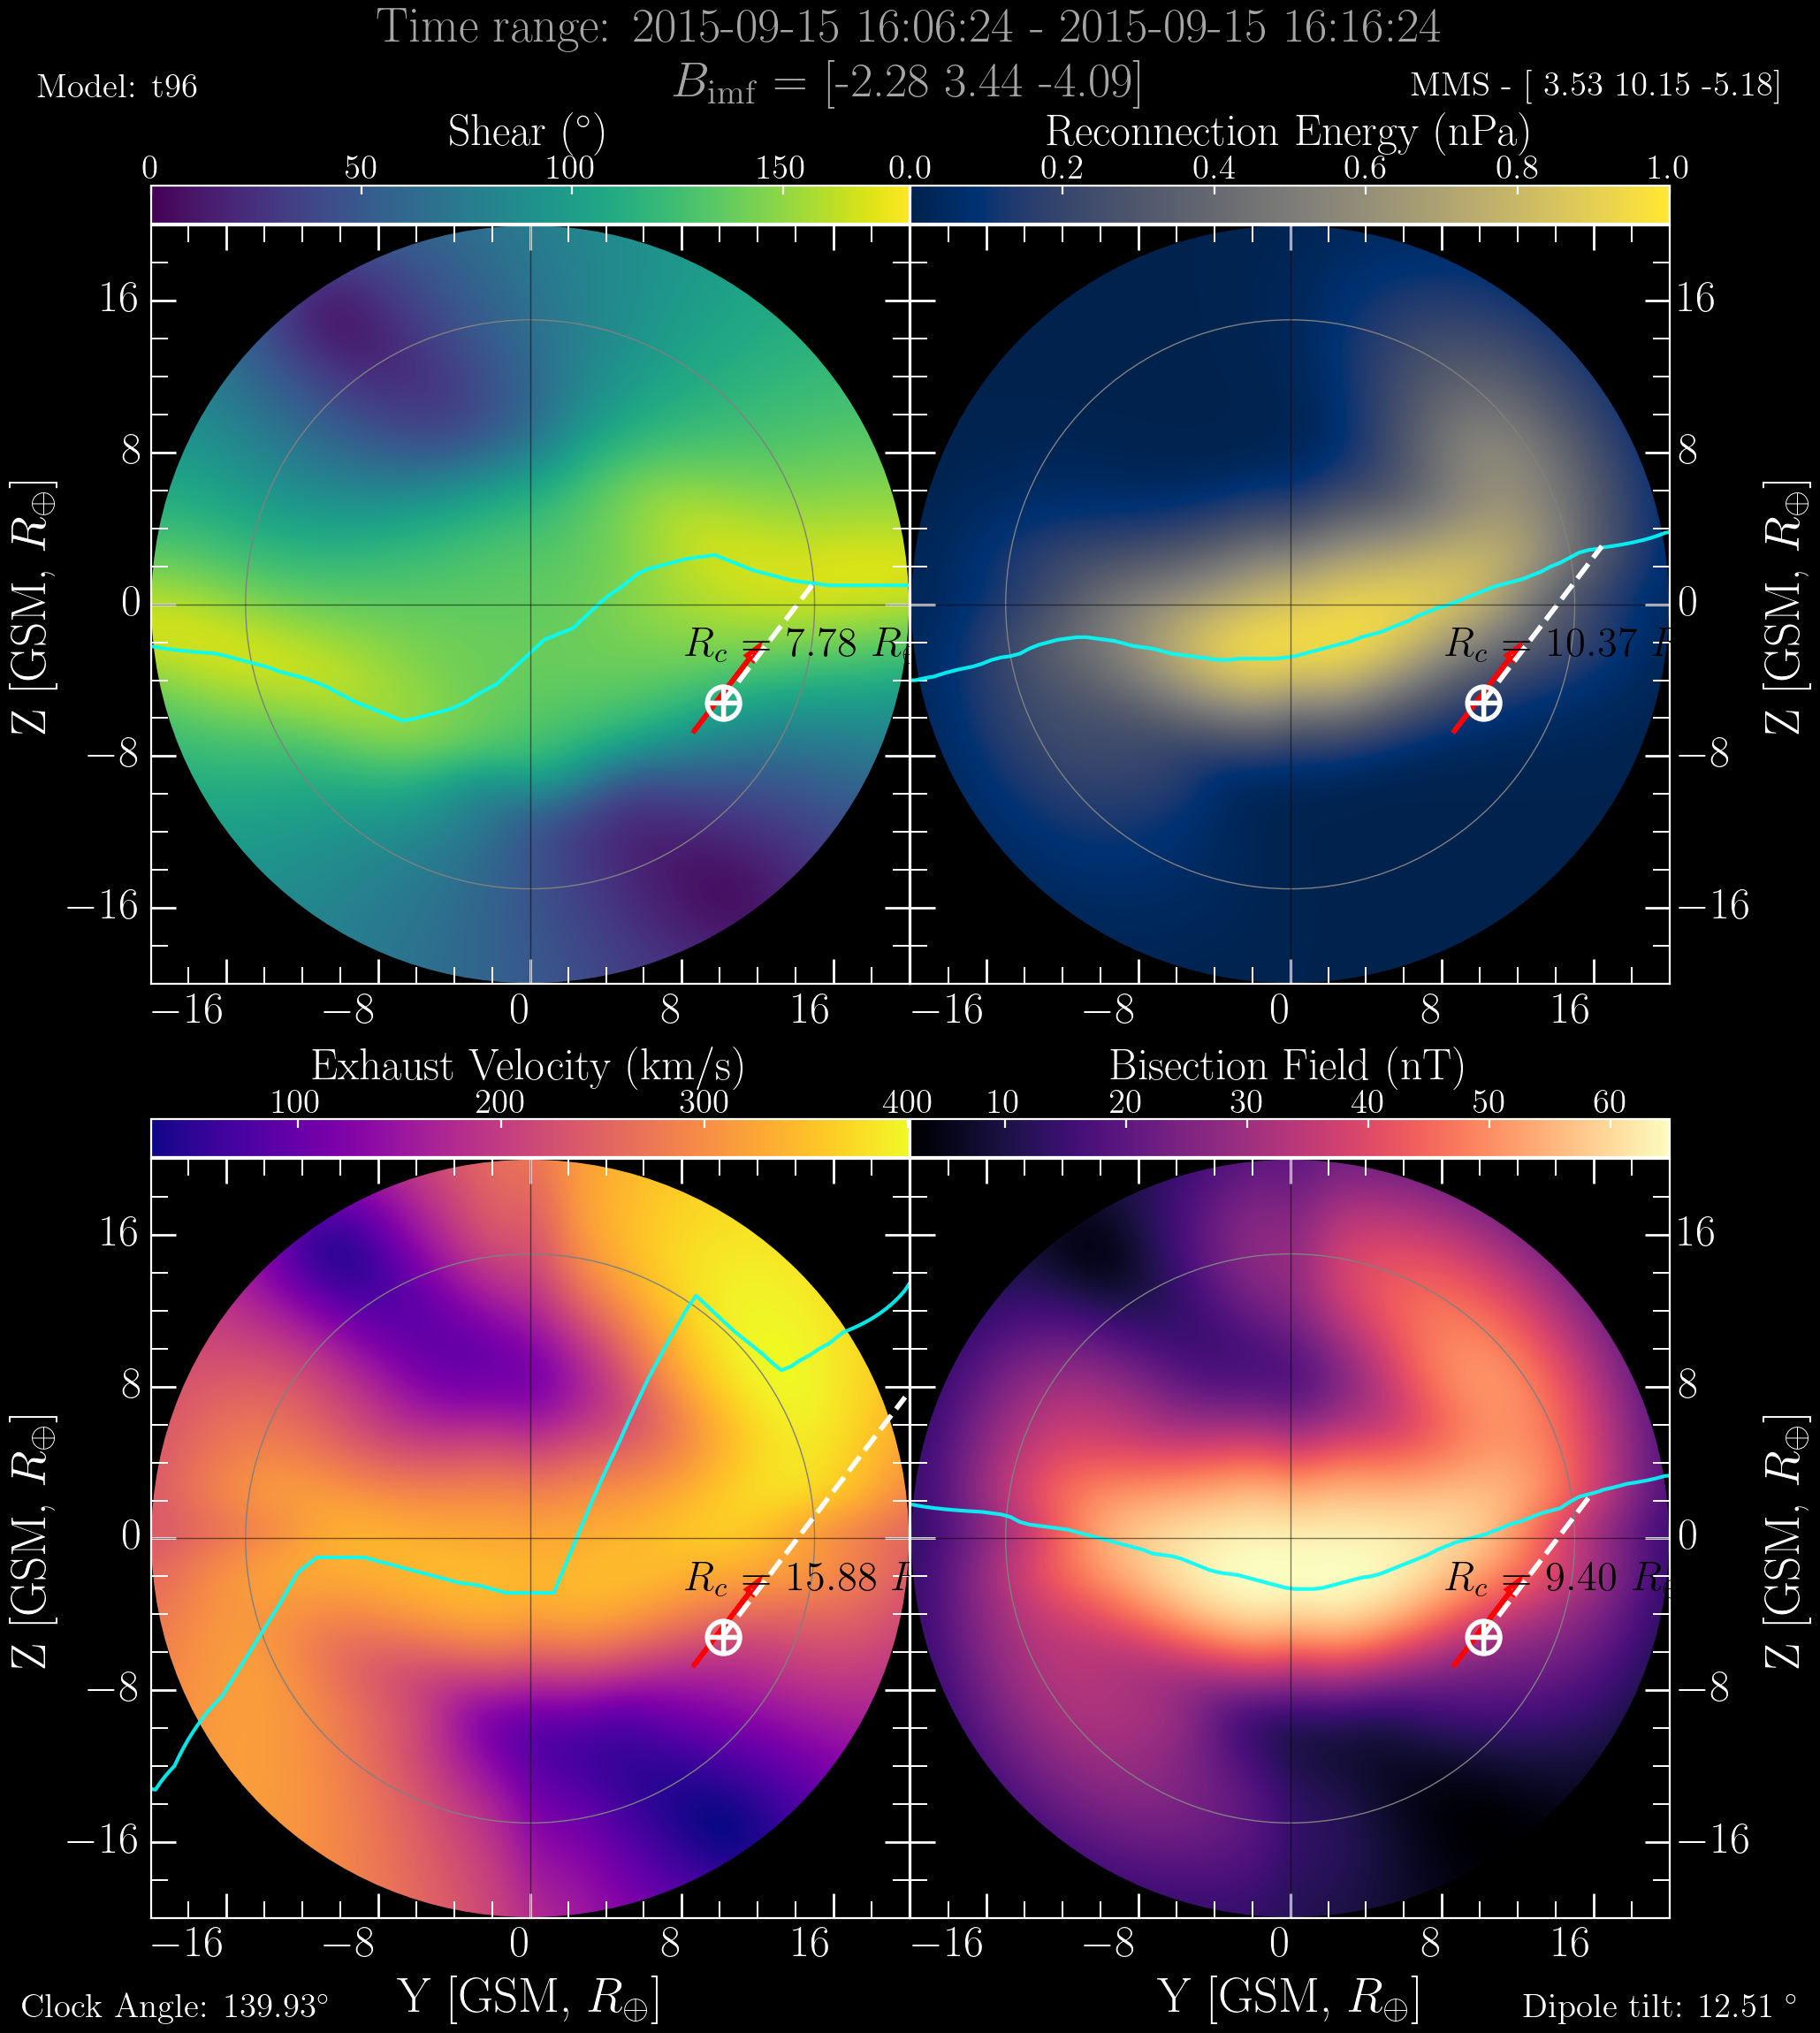 Time range: 2015-09-15 16:06:24 - 2015-09-15 16:16:24
Model: t96
B_imf = [-2.28 3.44 -4.09]
MMS - [ 3.53 10.15 -5.18]
Shear (°)
Reconnection Energy (nPa)
0 50 100 150
0.0 0.2 0.4 0.6 0.8 1.0
Z [GSM, R⊕]
16
8
0
−8
−16
R_c = 7.78 R
R_c = 10.37
16
8
0
−8
−16
Z [GSM, R⊕]
−16 −8 0 8 16
−16 −8 0 8 16
Exhaust Velocity (km/s)
Bisection Field (nT)
100 200 300 400
10 20 30 40 50 60
Z [GSM, R⊕]
16
8
0
−8
−16
R_c = 15.88
R_c = 9.40 R
16
8
0
−8
−16
Z [GSM, R⊕]
−16 −8 0 8 16
−16 −8 0 8 16
Y [GSM, R⊕]
Y [GSM, R⊕]
Clock Angle: 139.93°
Dipole tilt: 12.51 °